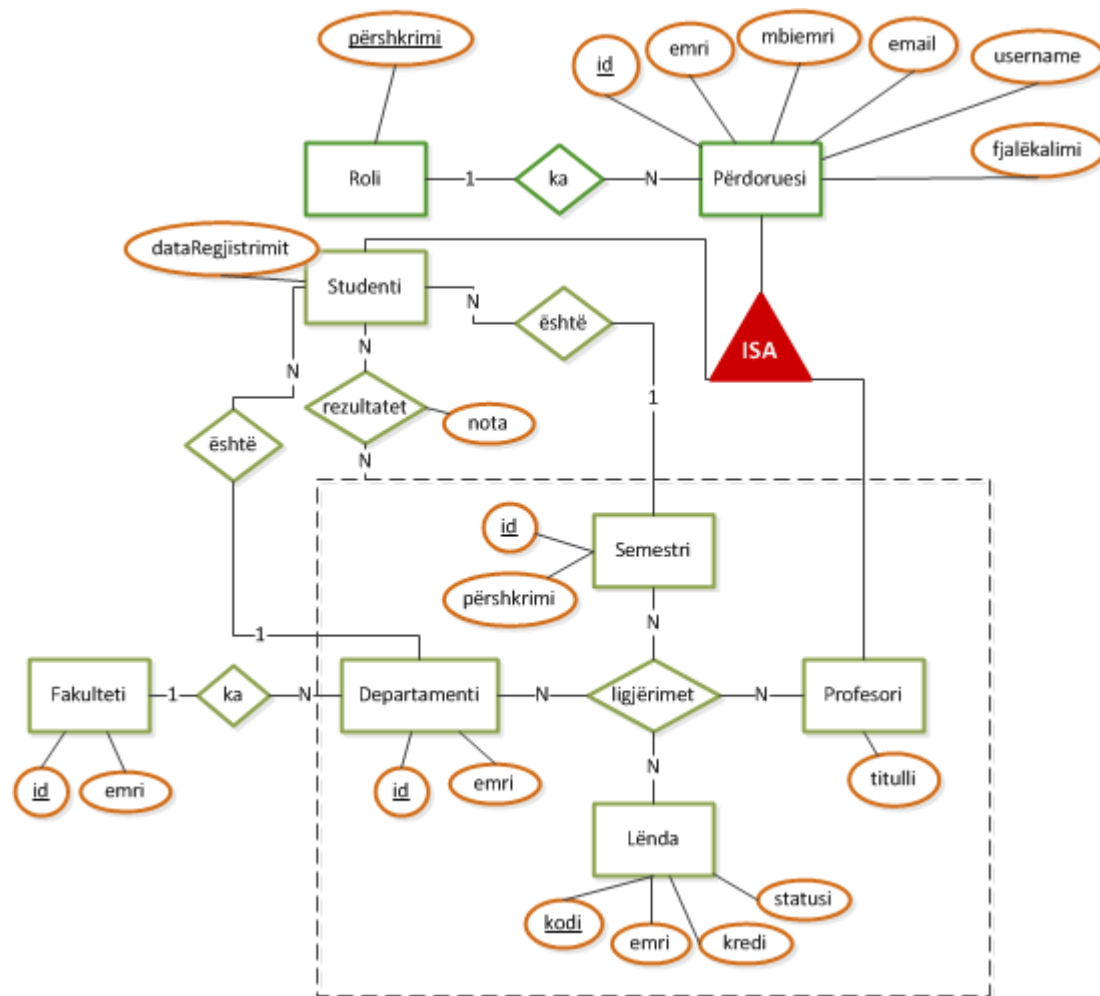 përshkrimi
id
emri
mbiemri
email
username
fjalëkalimi
Roli
1
ka
N
Përdoruesi
dataRegjistrimit
Studenti
N
është
ISA
N
N
1
rezultatet
nota
është
N
id
Semestri
përshkrimi
N
1
Fakulteti
1
ka
N
Departamenti
N
ligjërimet
N
Profesori
id
emri
id
emri
N
titulli
Lënda
kodi
emri
kredi
statusi